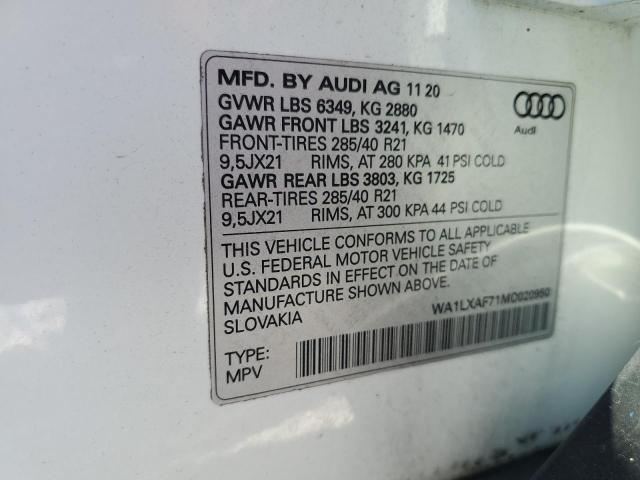 MFD. BY AUDI AG 11 20
GVWR LBS 6349, KG 2880
GAWR FRONT LBS 3241, KG 1470
FRONT-TIRES 285/40 R21
9,5JX21 RIMS, AT 280 KPA 41 PSI COLD
GAWR REAR LBS 3803, KG 1725
REAR-TIRES 285/40 R21
9,5JX21 RIMS, AT 300 KPA 44 PSI COLD
Audi
THIS VEHICLE CONFORMS TO ALL APPLICABLE
U.S. FEDERAL MOTOR VEHICLE SAFETY
STANDARDS IN EFFECT ON THE DATE OF
MANUFACTURE SHOWN ABOVE.
SLOVAKIA
WA1LXAF71MD020950
TYPE:
MPV